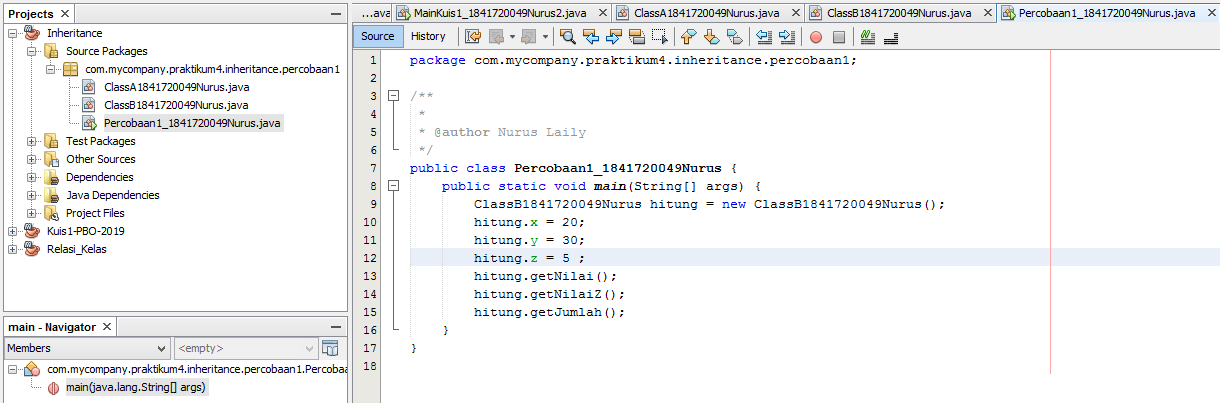 Projects
Inheritance
Source Packages
com.mycompany.praktikum4.inheritance.percobaan1
ClassA1841720049Nurus.java
ClassB1841720049Nurus.java
Percobaan1_1841720049Nurus.java
Test Packages
Other Sources
Dependencies
Java Dependencies
Project Files
Kuis1-PBO-2019
Relasi_Kelas
main - Navigator
Members
<empty>
com.mycompany.praktikum4.inheritance.percobaan1.Percobaa
main(java.lang.String[] args)
...ava MainKuis1_1841720049Nurus2.java ClassA1841720049Nurus.java ClassB1841720049Nurus.java Percobaan1_1841720049Nurus.java
Source History
1 package com.mycompany.praktikum4.inheritance.percobaan1;
2
3 /**
4 *
5 * @author Nurus Laily
6 */
7 public class Percobaan1_1841720049Nurus {
8 public static void main(String[] args) {
9 ClassB1841720049Nurus hitung = new ClassB1841720049Nurus();
10 hitung.x = 20;
11 hitung.y = 30;
12 hitung.z = 5 ;
13 hitung.getNilai();
14 hitung.getNilaiZ();
15 hitung.getJumlah();
16 }
17 }
18